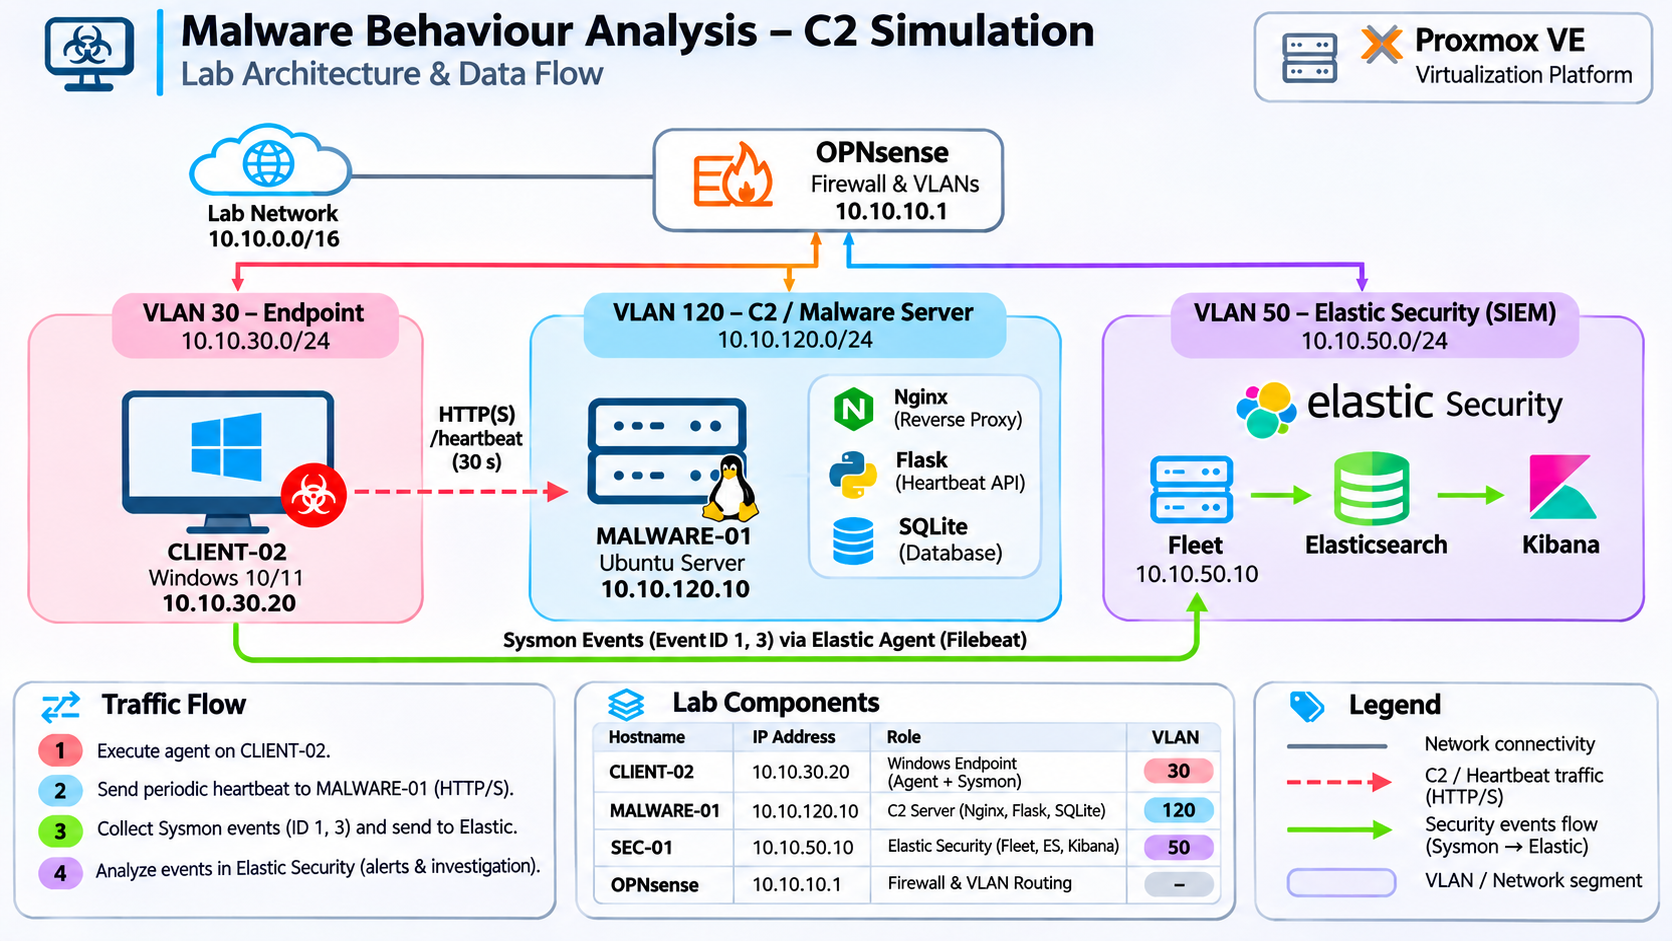 Malware Behaviour Analysis – C2 Simulation
Lab Architecture & Data Flow
Proxmox VE
Virtualization Platform
OPNsense
Firewall & VLANs
10.10.10.1
Lab Network
10.10.0.0/16
VLAN 30 – Endpoint
10.10.30.0/24
CLIENT-02
Windows 10/11
10.10.30.20
HTTP(S)
/heartbeat
(30 s)
VLAN 120 – C2 / Malware Server
10.10.120.0/24
MALWARE-01
Ubuntu Server
10.10.120.10
N
Nginx
(Reverse Proxy)
Flask
(Heartbeat API)
SQLite
(Database)
VLAN 50 – Elastic Security (SIEM)
10.10.50.0/24
elastic Security
Fleet
10.10.50.10
Elasticsearch
Kibana
Sysmon Events (Event ID 1, 3) via Elastic Agent (Filebeat)
Traffic Flow
1 Execute agent on CLIENT-02.
2 Send periodic heartbeat to MALWARE-01 (HTTP/S).
3 Collect Sysmon events (ID 1, 3) and send to Elastic.
4 Analyze events in Elastic Security (alerts & investigation).
Lab Components
Hostname IP Address Role VLAN
CLIENT-02 10.10.30.20 Windows Endpoint (Agent + Sysmon) 30
MALWARE-01 10.10.120.10 C2 Server (Nginx, Flask, SQLite) 120
SEC-01 10.10.50.10 Elastic Security (Fleet, ES, Kibana) 50
OPNsense 10.10.10.1 Firewall & VLAN Routing –
Legend
Network connectivity
C2 / Heartbeat traffic
(HTTP/S)
Security events flow
(Sysmon → Elastic)
VLAN / Network segment